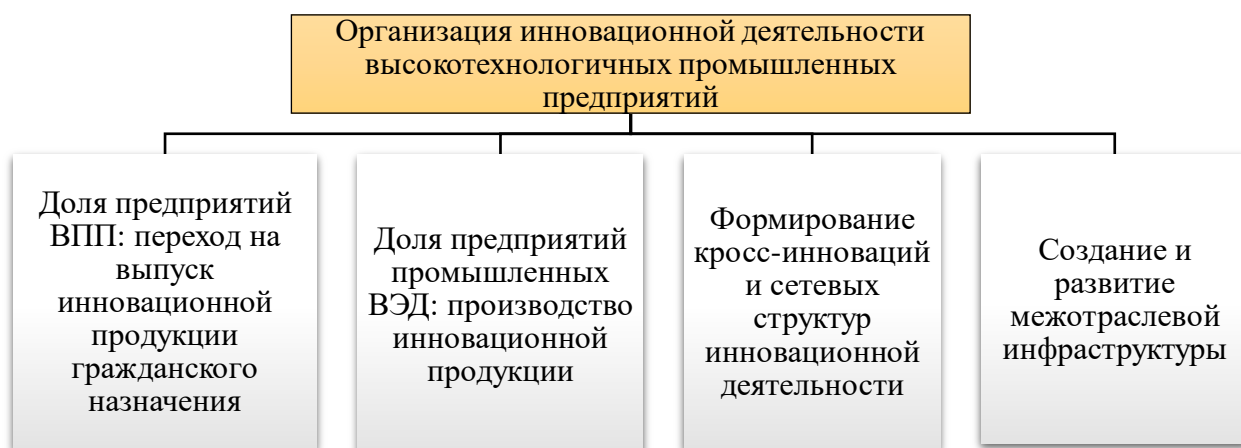 Организация инновационной деятельности
высокотехнологичных промышленных
предприятий
Доля предприятий
ВПП: переход на
выпуск
инновационной
продукции
гражданского
назначения
Доля предприятий
промышленных
ВЭД: производство
инновационной
продукции
Формирование
кросс-инноваций
и сетевых
структур
инновационной
деятельности
Создание и
развитие
межотраслевой
инфраструктуры